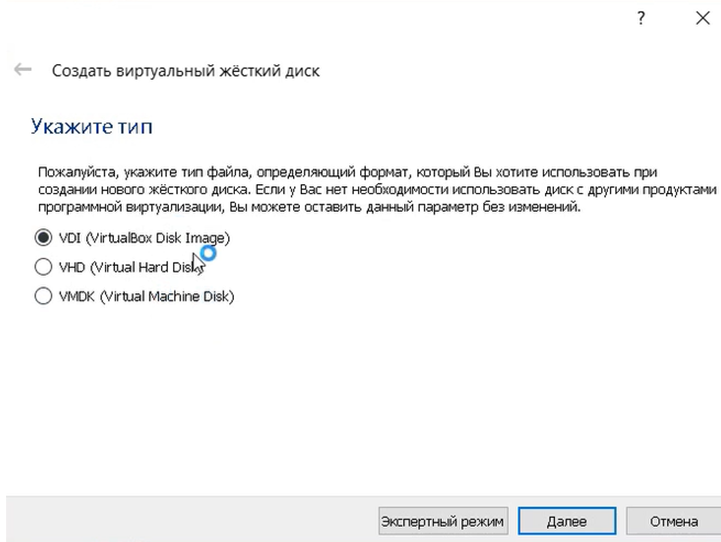 ?
Создать виртуальный жёсткий диск
Укажите тип
Пожалуйста, укажите тип файла, определяющий формат, который Вы хотите использовать при
создании нового жёсткого диска. Если у Вас нет необходимости использовать диск с другими продуктами
программной виртуализации, Вы можете оставить данный параметр без изменений.
VDI (VirtualBox Disk Image)
VHD (Virtual Hard Disk)
VMDK (Virtual Machine Disk)
Экспертный режим Далее Отмена